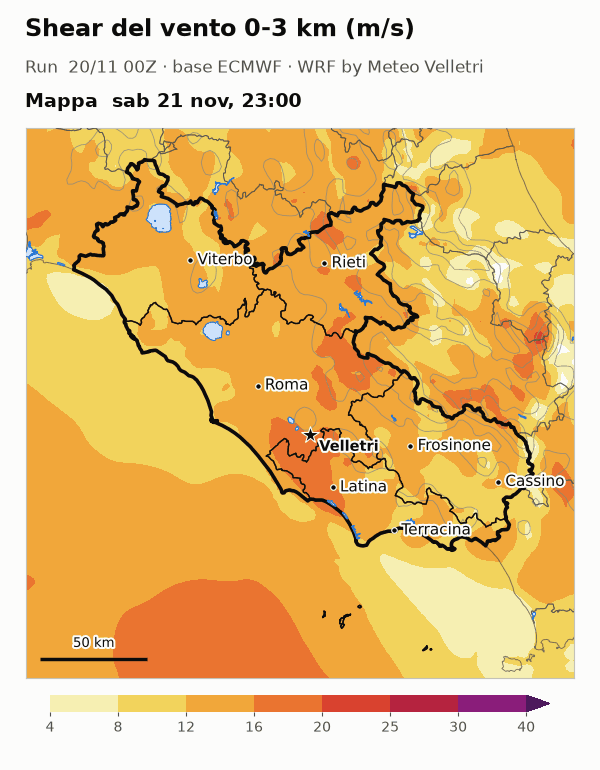 Shear del vento 0-3 km (m/s)
Run  20/11 00Z · base ECMWF · WRF by Meteo Velletri
Mappa  sab 21 nov, 23:00
Viterbo
Rieti
Roma
Velletri
Frosinone
Latina
Cassino
Terracina
50 km
4 8 12 16 20 25 30 40